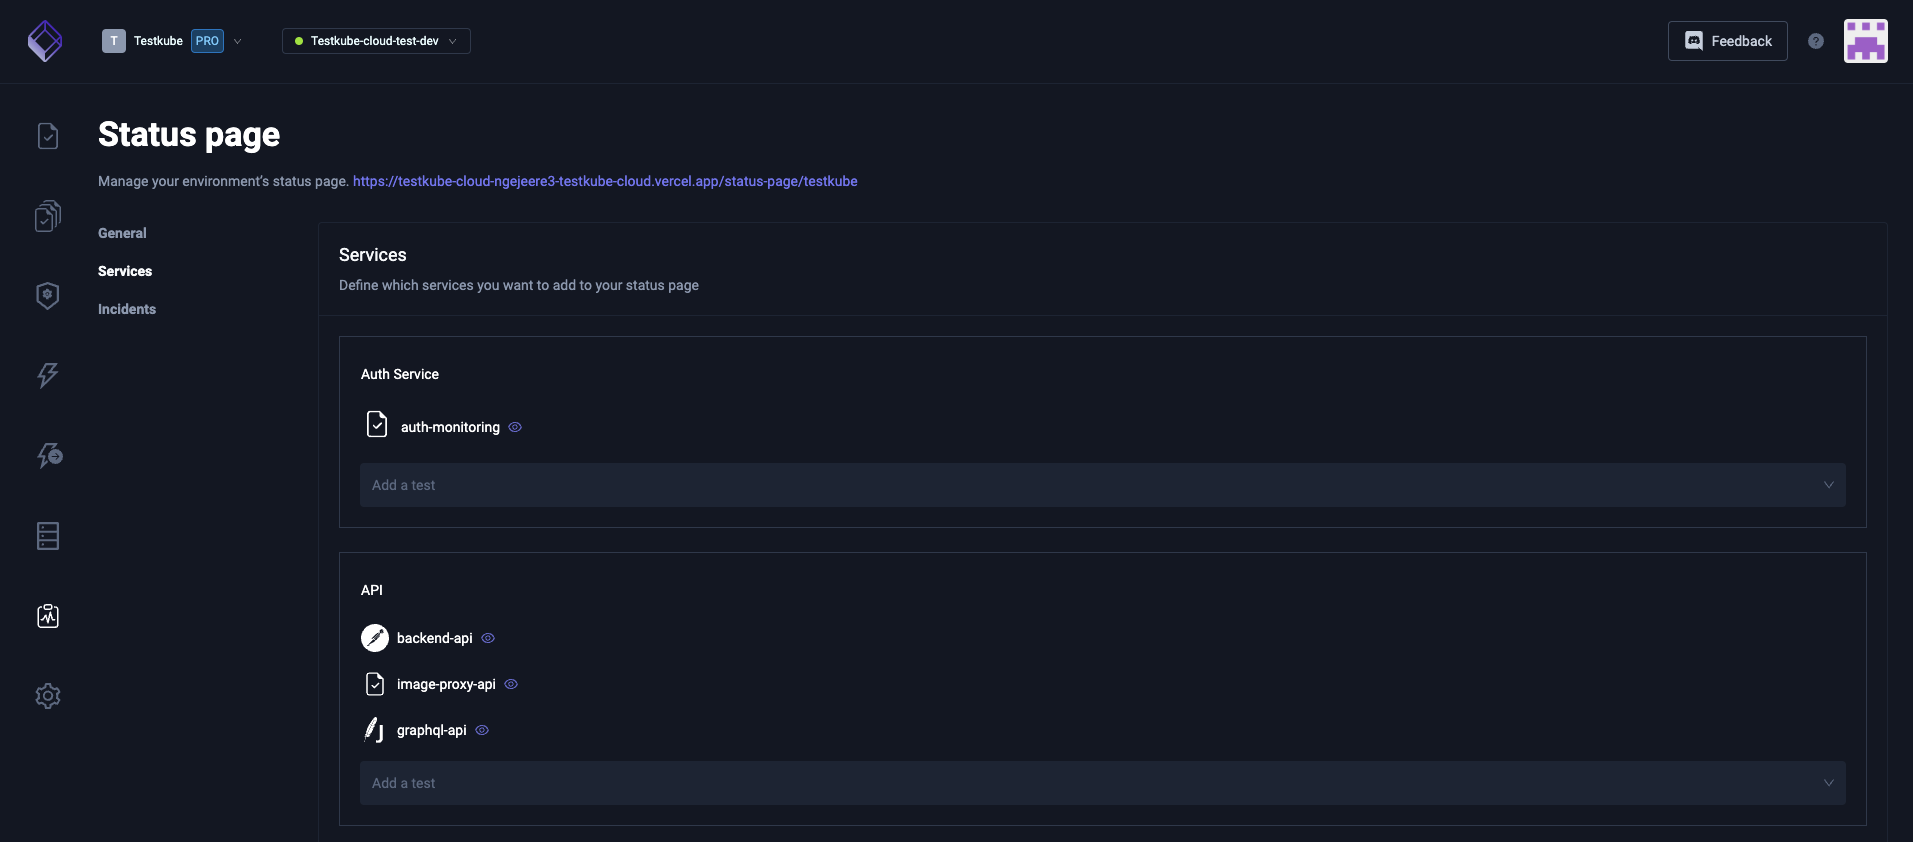 T Testkube PRO
Testkube-cloud-test-dev
Feedback
?
Status page
Manage your environment's status page. https://testkube-cloud-ngejeere3-testkube-cloud.vercel.app/status-page/testkube
General
Services
Incidents
Services
Define which services you want to add to your status page
Auth Service
auth-monitoring
Add a test
API
backend-api
image-proxy-api
graphql-api
Add a test